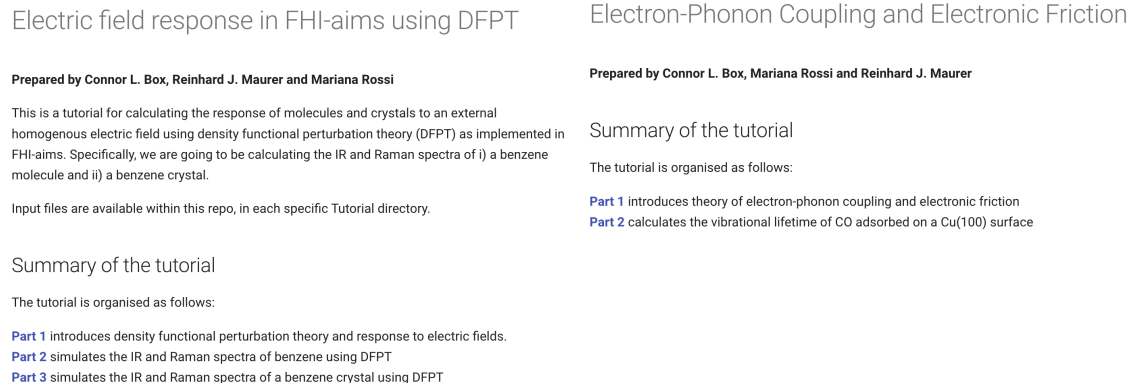 Electric field response in FHI-aims using DFPT
Prepared by Connor L. Box, Reinhard J. Maurer and Mariana Rossi
This is a tutorial for calculating the response of molecules and crystals to an external
homogenous electric field using density functional perturbation theory (DFPT) as implemented in
FHI-aims. Specifically, we are going to be calculating the IR and Raman spectra of i) a benzene
molecule and ii) a benzene crystal.
Input files are available within this repo, in each specific Tutorial directory.
Summary of the tutorial
The tutorial is organised as follows:
Part 1 introduces density functional perturbation theory and response to electric fields.
Part 2 simulates the IR and Raman spectra of benzene using DFPT
Part 3 simulates the IR and Raman spectra of a benzene crystal using DFPT
Electron-Phonon Coupling and Electronic Friction
Prepared by Connor L. Box, Mariana Rossi and Reinhard J. Maurer
Summary of the tutorial
The tutorial is organised as follows:
Part 1 introduces theory of electron-phonon coupling and electronic friction
Part 2 calculates the vibrational lifetime of CO adsorbed on a Cu(100) surface